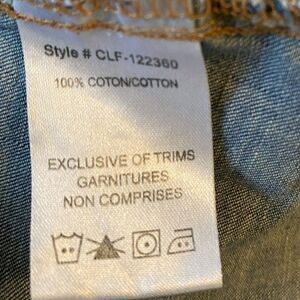 Style # CLF-122360
100% COTON/COTTON
EXCLUSIVE OF TRIMS
GARNITURES
NON COMPRISES